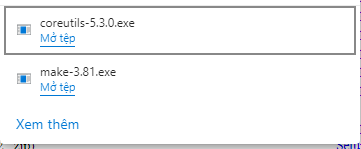 coreutils-5.3.0.exe
Mở tệp
make-3.81.exe
Mở tệp
Xem thêm